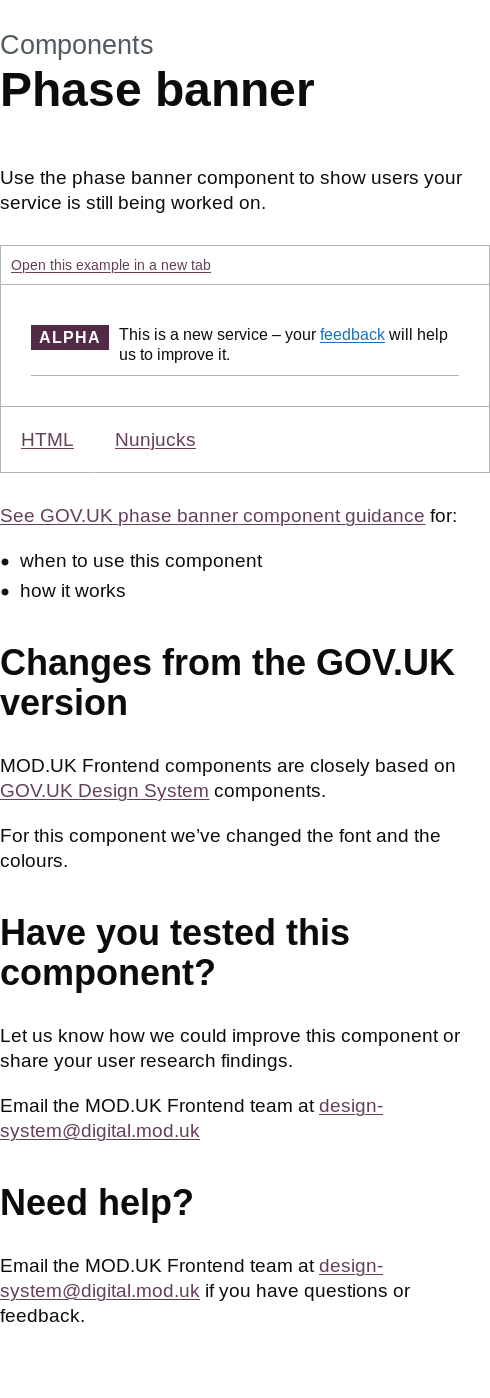 Components
Phase banner
Use the phase banner component to show users your
service is still being worked on.
Open this example in a new tab
ALPHA This is a new service – your feedback will help
us to improve it.
HTML Nunjucks
See GOV.UK phase banner component guidance for:
• when to use this component
• how it works
Changes from the GOV.UK
version
MOD.UK Frontend components are closely based on
GOV.UK Design System components.
For this component we’ve changed the font and the
colours.
Have you tested this
component?
Let us know how we could improve this component or
share your user research findings.
Email the MOD.UK Frontend team at design-
system@digital.mod.uk
Need help?
Email the MOD.UK Frontend team at design-
system@digital.mod.uk if you have questions or
feedback.